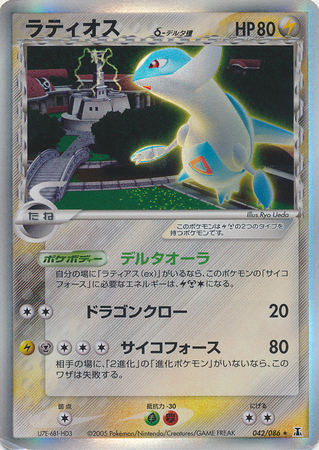 ラティオス δ-デルタ種 HP80
たね
Illus.Ryo Ueda
このポケモンは の2つのタイプを
持つポケモンです。
ポケボディー デルタオーラ
自分の場に「ラティアス(ex)」がいるなら、このポケモンの「サイコ
フォース」に必要なエネルギーは、 になる。
ドラゴンクロー 20
サイコフォース 80
相手の場に、「2進化」の「進化ポケモン」がいないなら、この
ワザは失敗する。
弱点 抵抗力 -30 にげる
U7E-681-HD3 ©2005 Pokémon/Nintendo/Creatures/GAME FREAK 042/086 ★